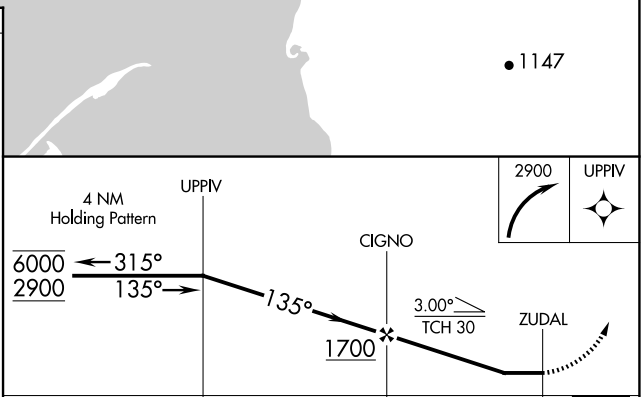 1147
2900
UPPIV
UPPIV
4 NM
Holding Pattern
CIGNO
6000
315°
2900
135°
135°
3.00°
TCH 30
ZUDAL
1700